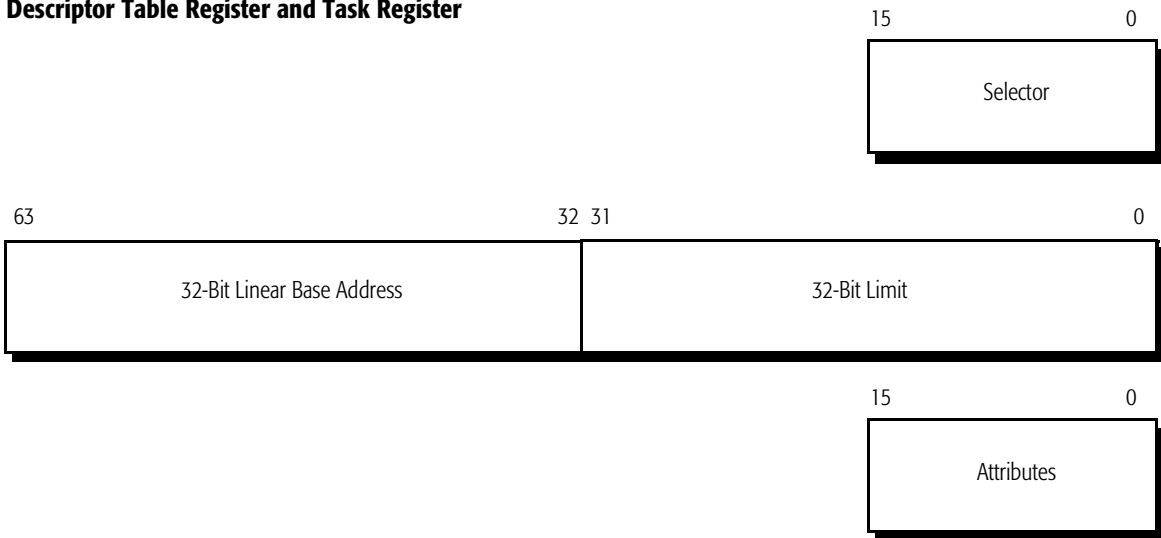 Descriptor Table Register and Task Register
15 0
Selector
63 32 31 0
32-Bit Linear Base Address 32-Bit Limit
15 0
Attributes